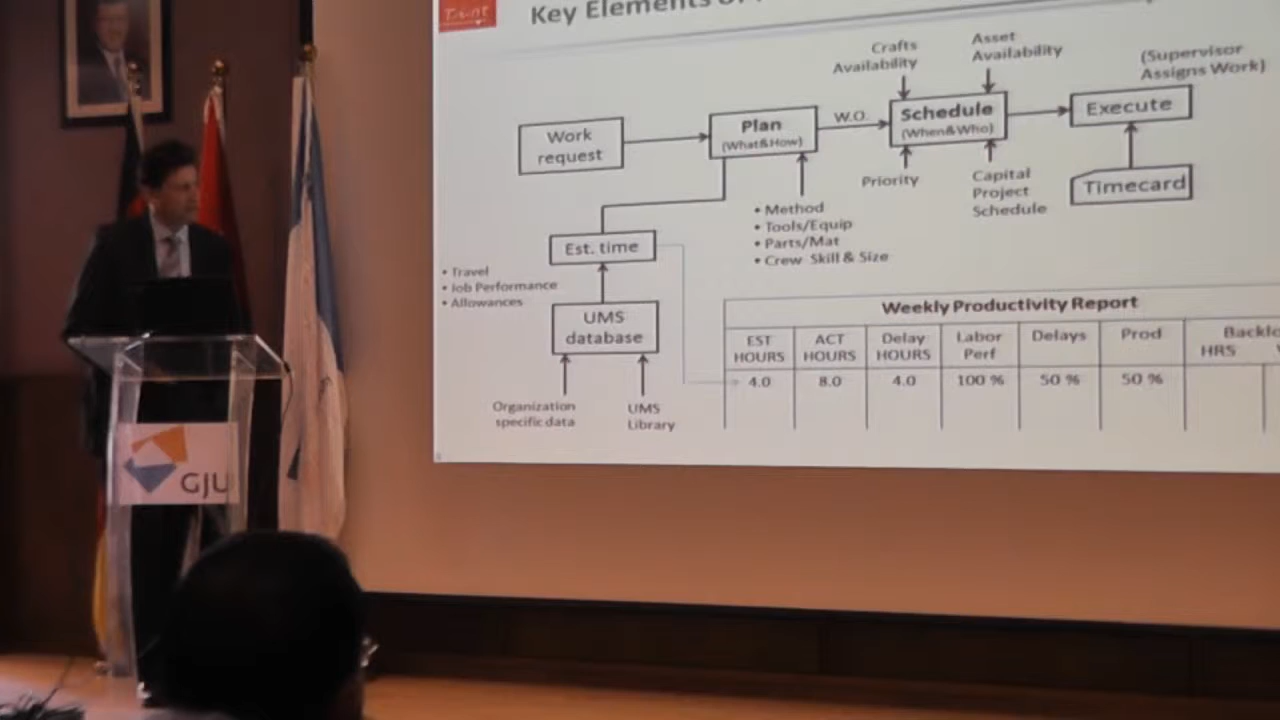 Trent
Key Elements of
Crafts
Availability
Asset
Availability
(Supervisor
Assigns Work)
Work
request
Plan
(What&How)
W.O.
Schedule
(When&Who)
Execute
Priority
Capital
Project
Schedule
Timecard
• Method
• Tools/Equip
• Parts/Mat
• Crew Skill & Size
Est. time
• Travel
• Job Performance
• Allowances
UMS
database
Organization
specific data
UMS
Library
Weekly Productivity Report
EST
HOURS
ACT
HOURS
Delay
HOURS
Labor
Perf
Delays
Prod
HRS
4.0
8.0
4.0
100 %
50 %
50 %
GJU